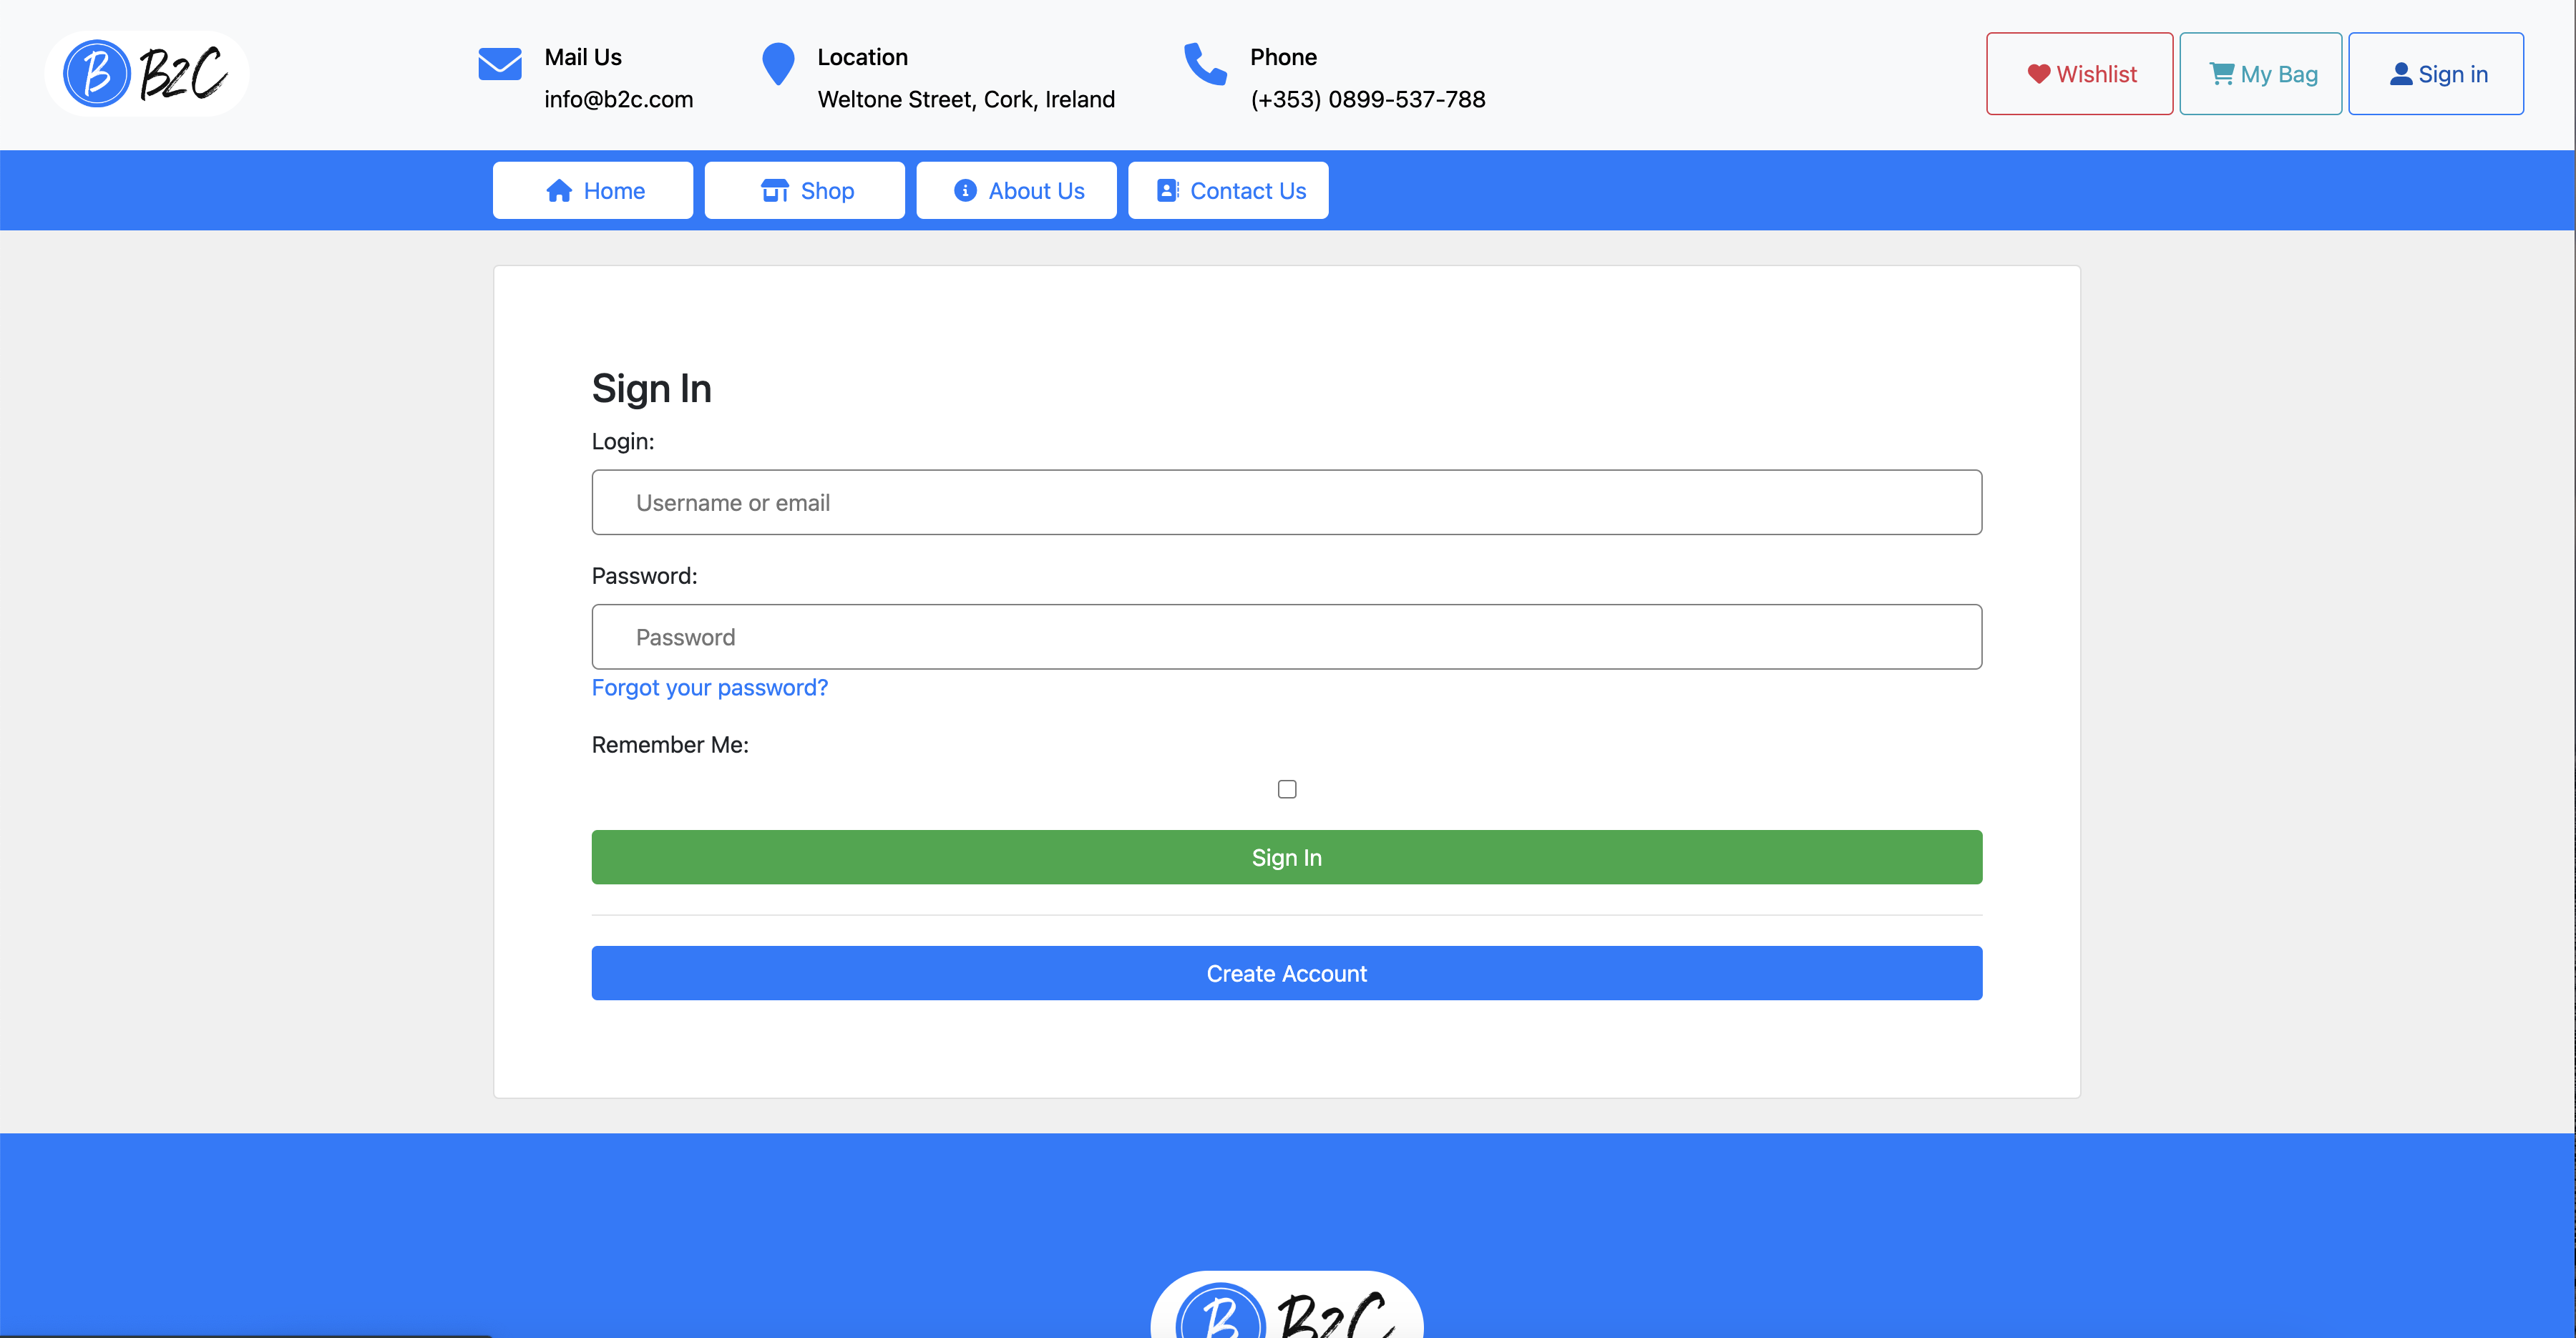 B B2C
Mail Us
info@b2c.com
Location
Weltone Street, Cork, Ireland
Phone
(+353) 0899-537-788
Wishlist
My Bag
Sign in
Home
Shop
About Us
Contact Us
Sign In
Login:
Username or email
Password:
Password
Forgot your password?
Remember Me:
Sign In
Create Account
B B2C